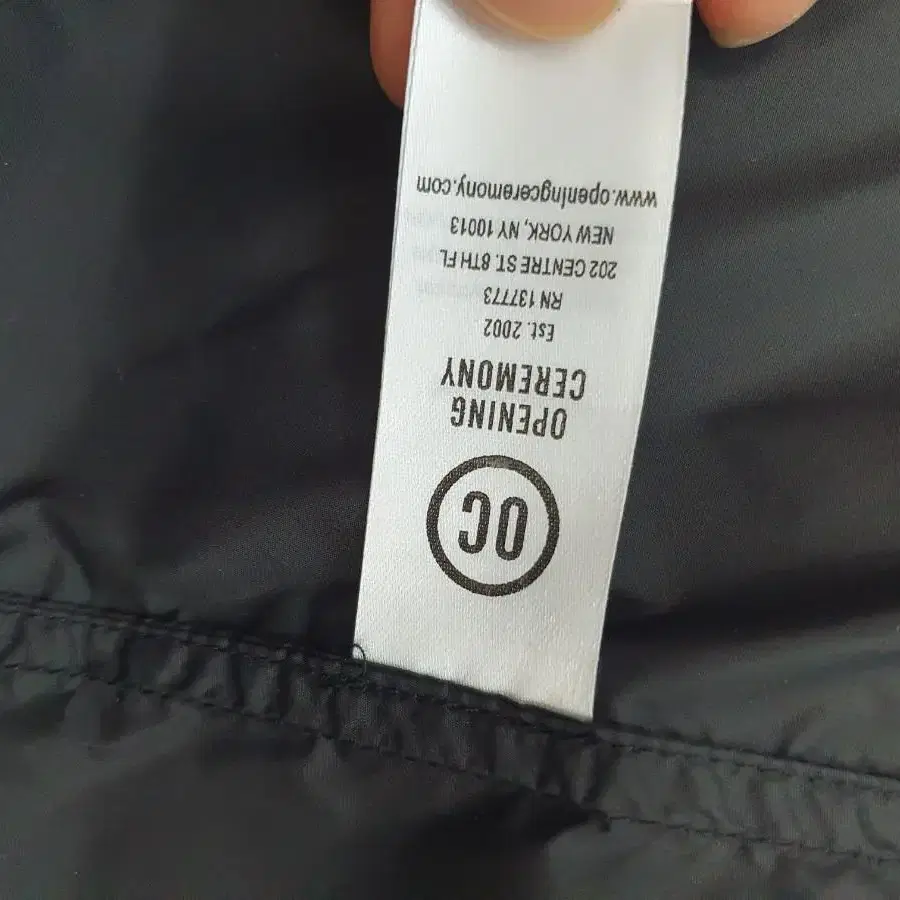 OC
OPENING
CEREMONY
Est. 2002
RN 137773
202 CENTRE ST. 8TH FL
NEW YORK, NY 10013
www.openingceremony.com